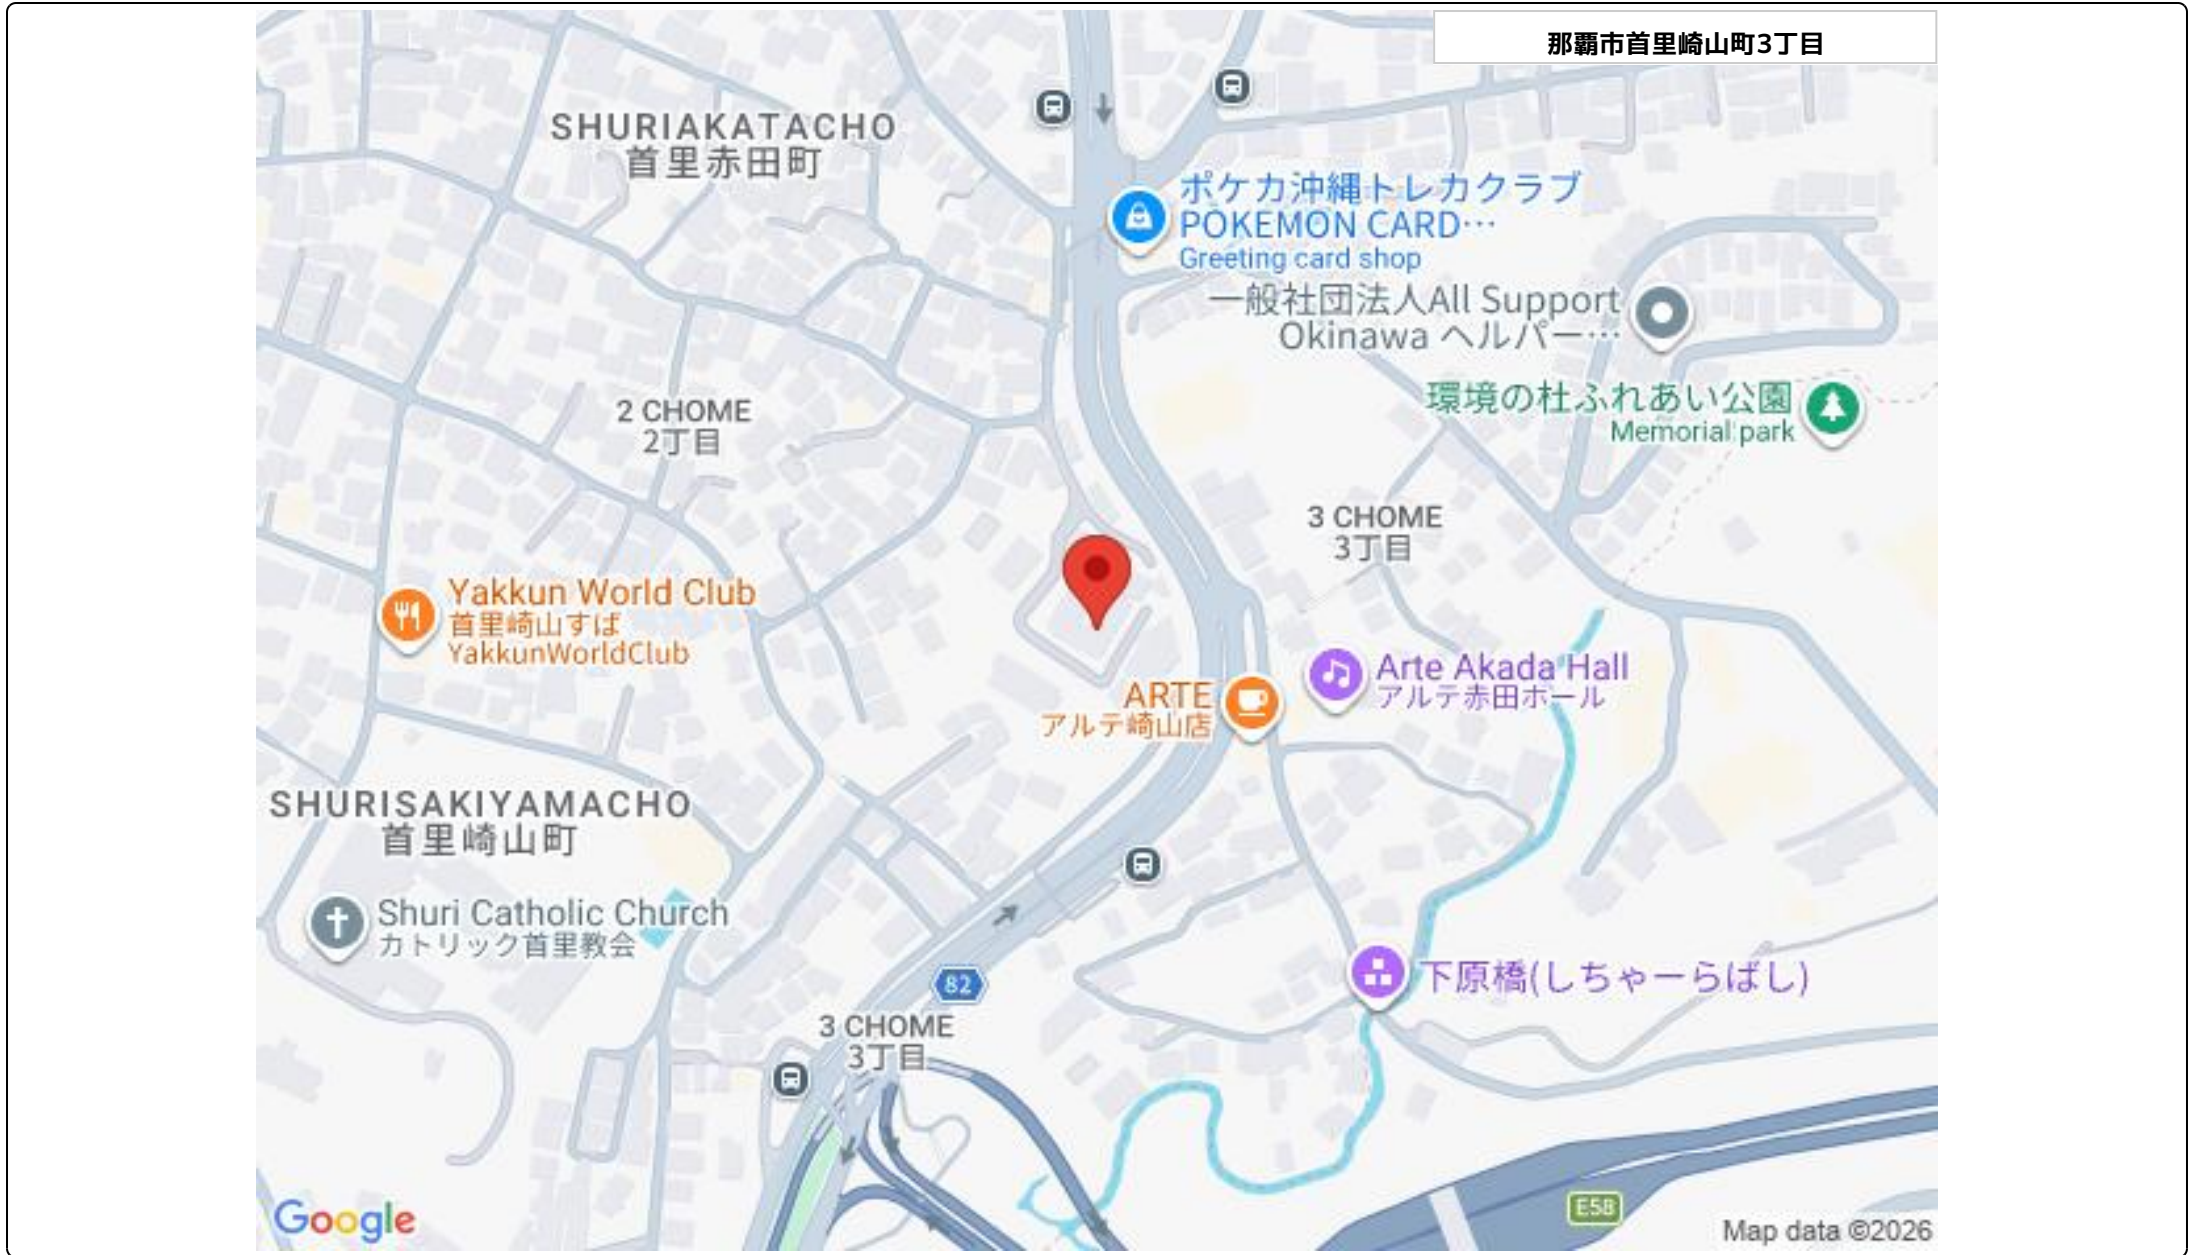 那覇市首里崎山町3丁目
SHURIAKATACHO
首里赤田町
ポケカ沖縄トレカクラブ
POKEMON CARD…
Greeting card shop
一般社団法人All Support
Okinawa ヘルパー…
環境の杜ふれあい公園
Memorial park
2 CHOME
2丁目
3 CHOME
3丁目
Yakkun World Club
首里崎山すば
YakkunWorldClub
Arte Akada Hall
アルテ赤田ホール
ARTE
アルテ崎山店
SHURISAKIYAMACHO
首里崎山町
Shuri Catholic Church
カトリック首里教会
下原橋(しちゃーらばし)
82
3 CHOME
3丁目
E58
Google
Map data ©2026